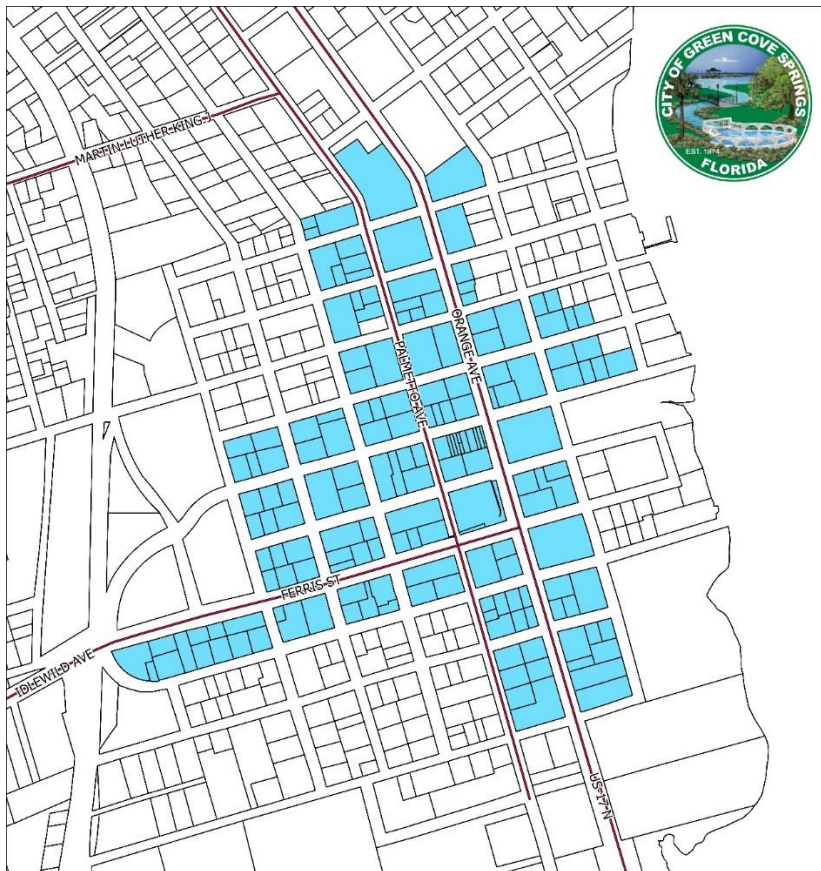 CITY OF GREEN COVE SPRINGS
EST. 1874
FLORIDA
MARTIN LUTHER KING J
ORANGE AVE
PALMETTO AVE
FERRIS ST
IDLEWILD AVE
US 17 N